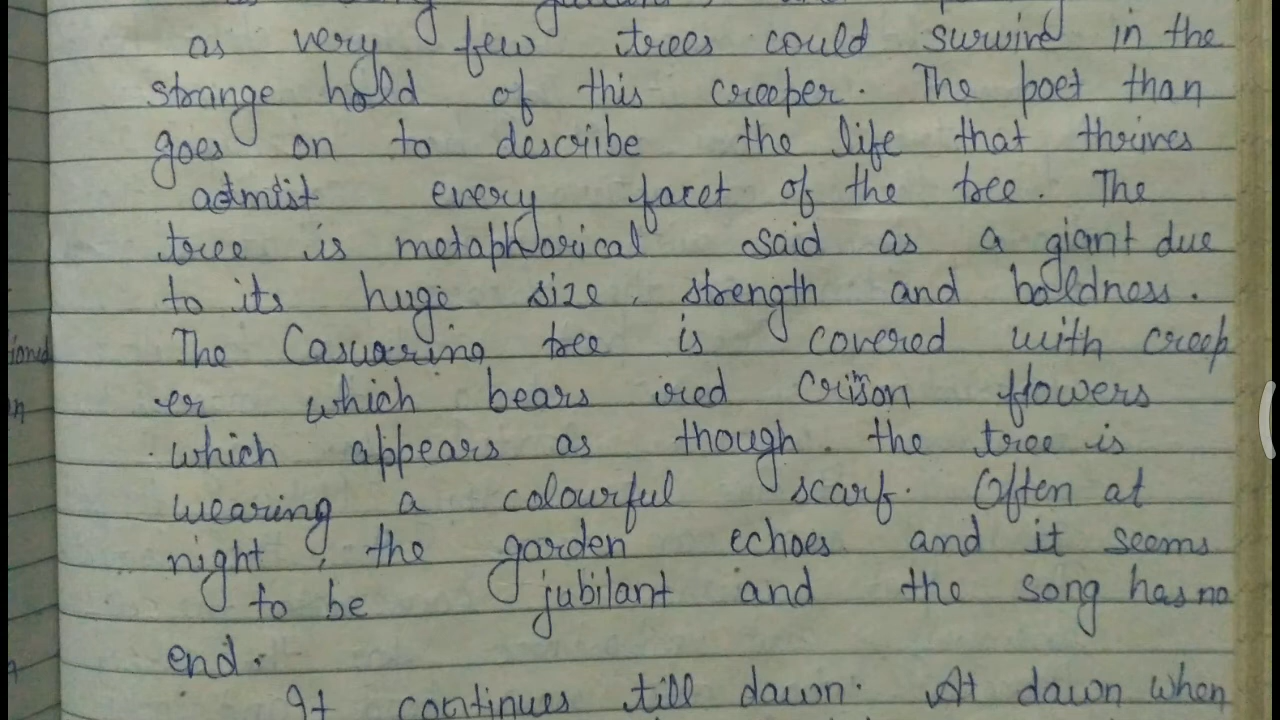 as very few trees could survive in the
strange hold of this creeper. The poet than
goes on to describe the life that thrives
admist every facet of the tree. The
tree is metaphorical said as a giant due
to its huge size, strength and boldness.
The Casuarina tree is covered with creep
er which bears red Crimson flowers
which appears as though the tree is
wearing a colourful scarf. Often at
night, the garden echoes and it seems
to be jubilant and the song has no
end.
It continues till dawn. At dawn when